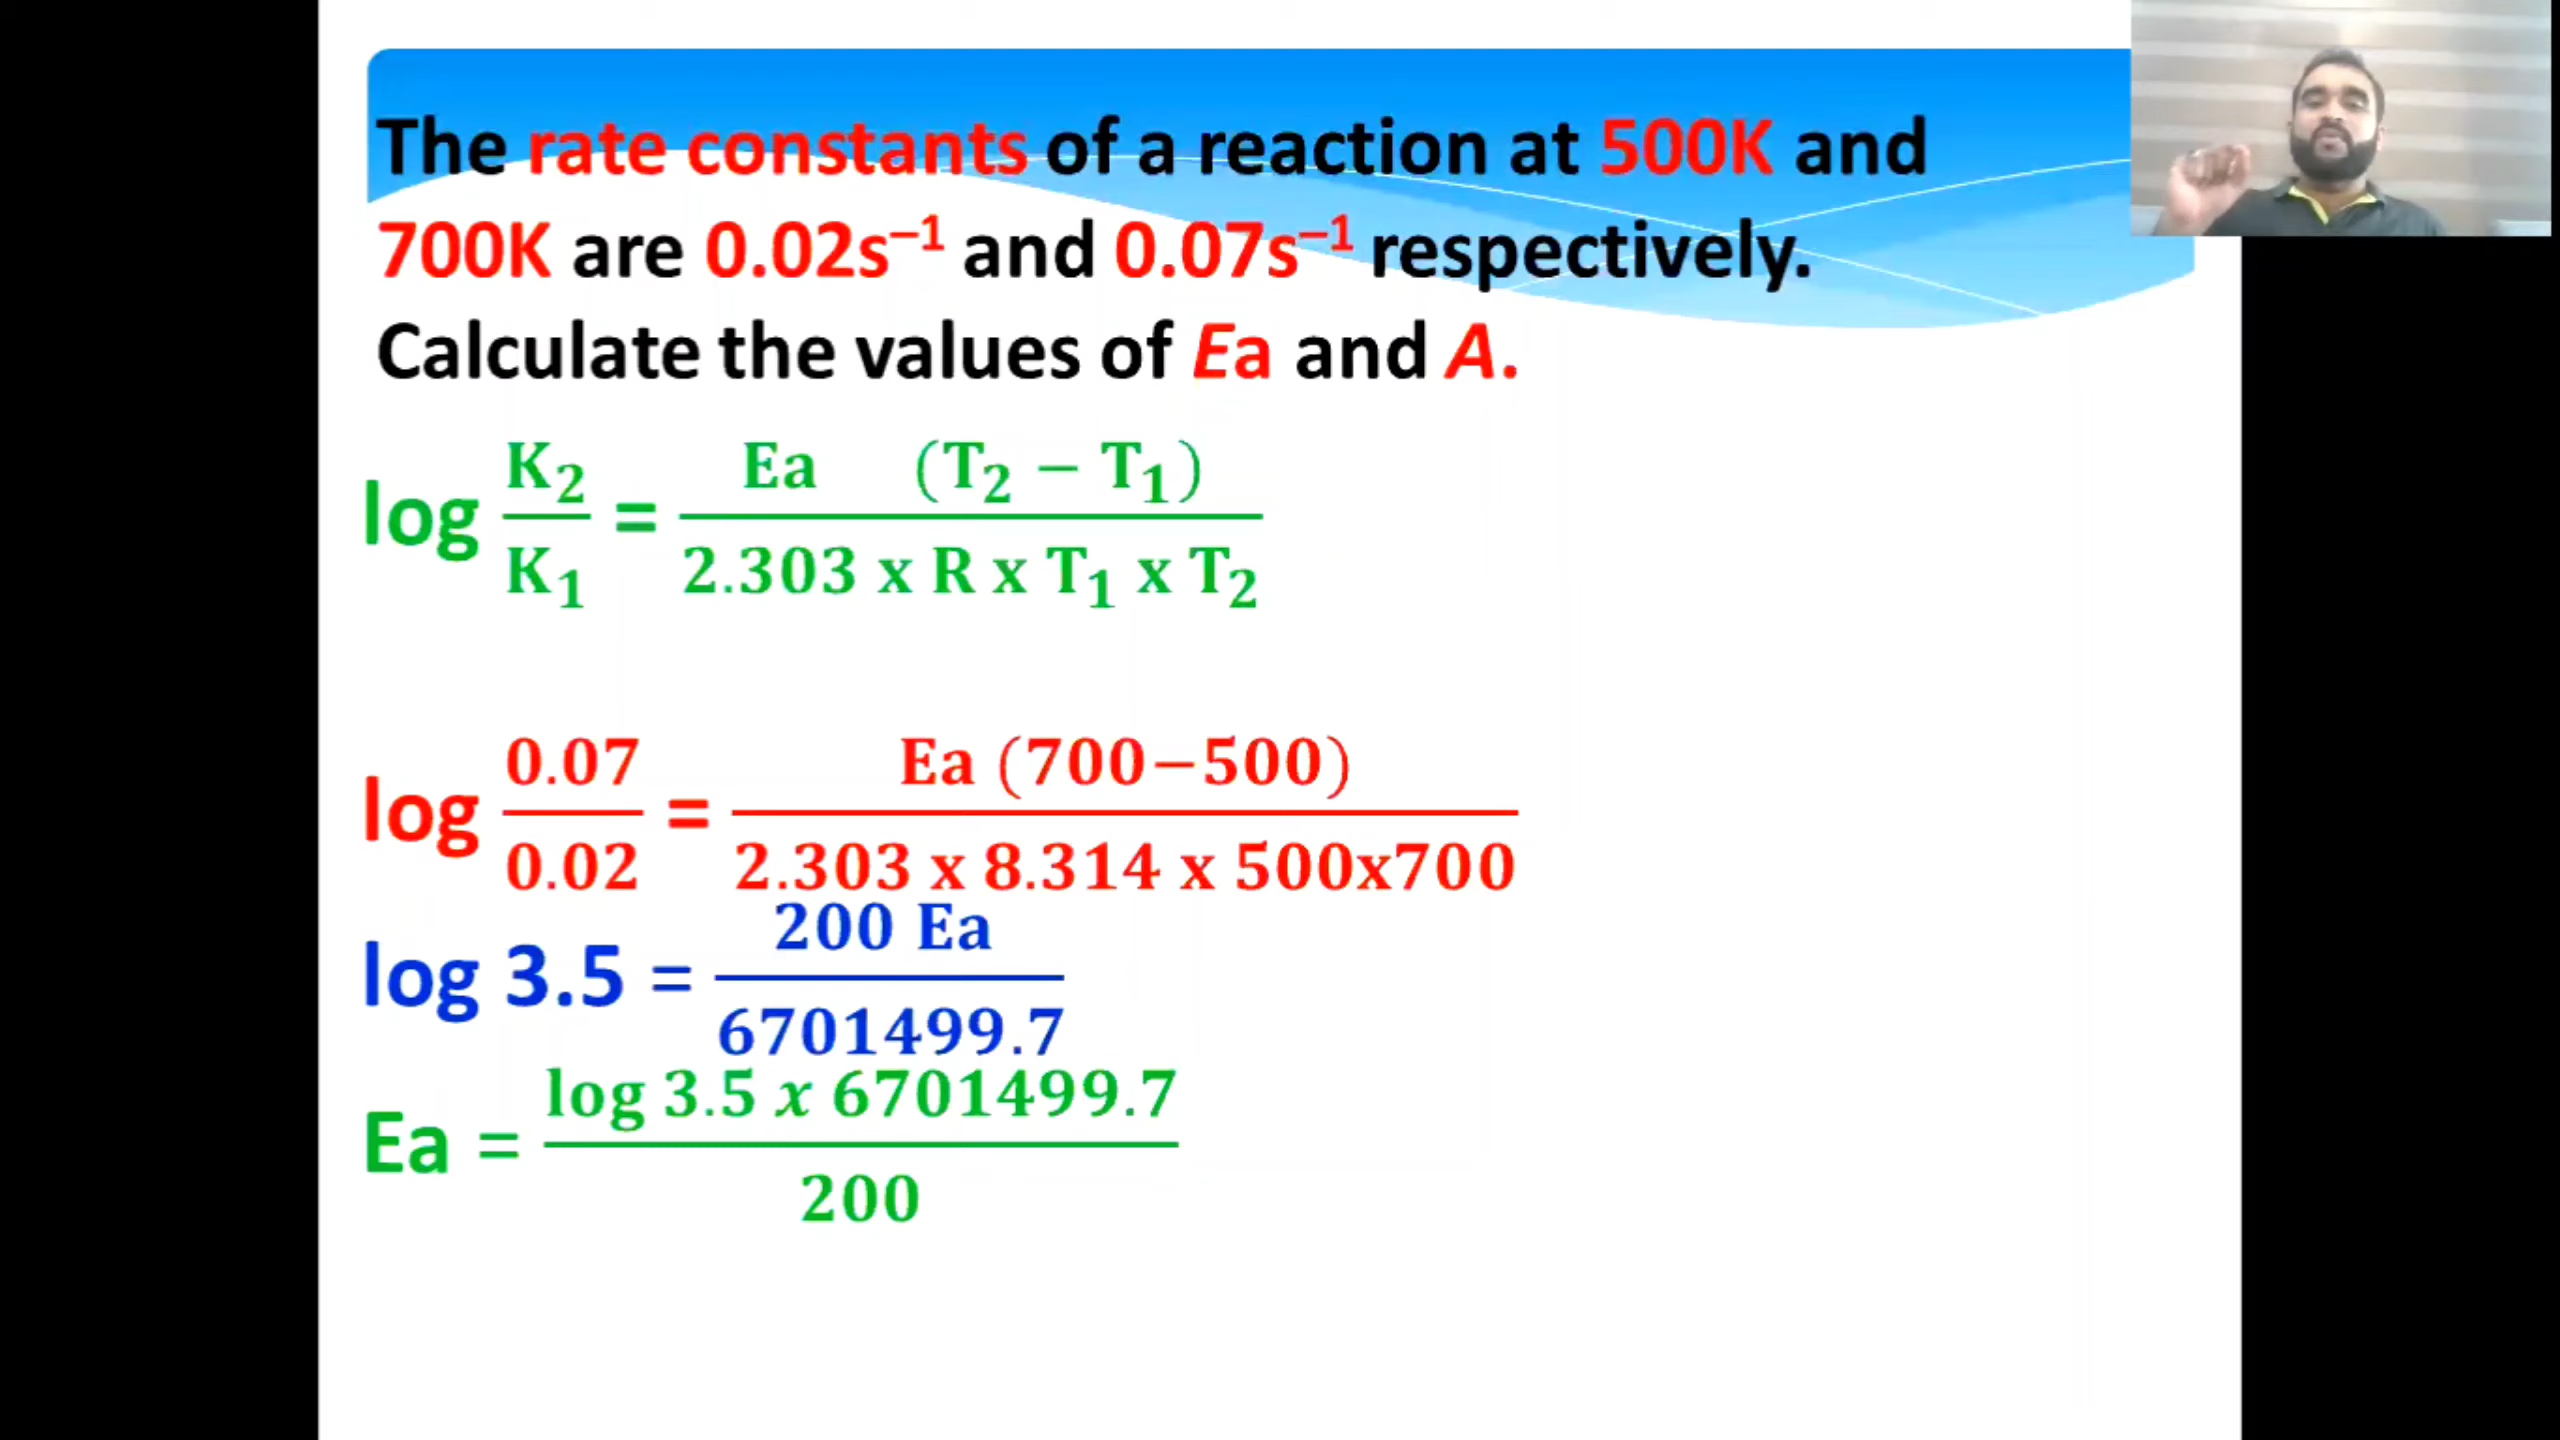 The rate constants of a reaction at 500K and
700K are 0.02s⁻¹ and 0.07s⁻¹ respectively.
Calculate the values of Ea and A.
log K₂/K₁ = Ea (T₂ − T₁)/2.303 x R x T₁ x T₂
log 0.07/0.02 = Ea (700−500)/2.303 x 8.314 x 500x700
log 3.5 = 200 Ea/6701499.7
Ea = log 3.5 x 6701499.7/200